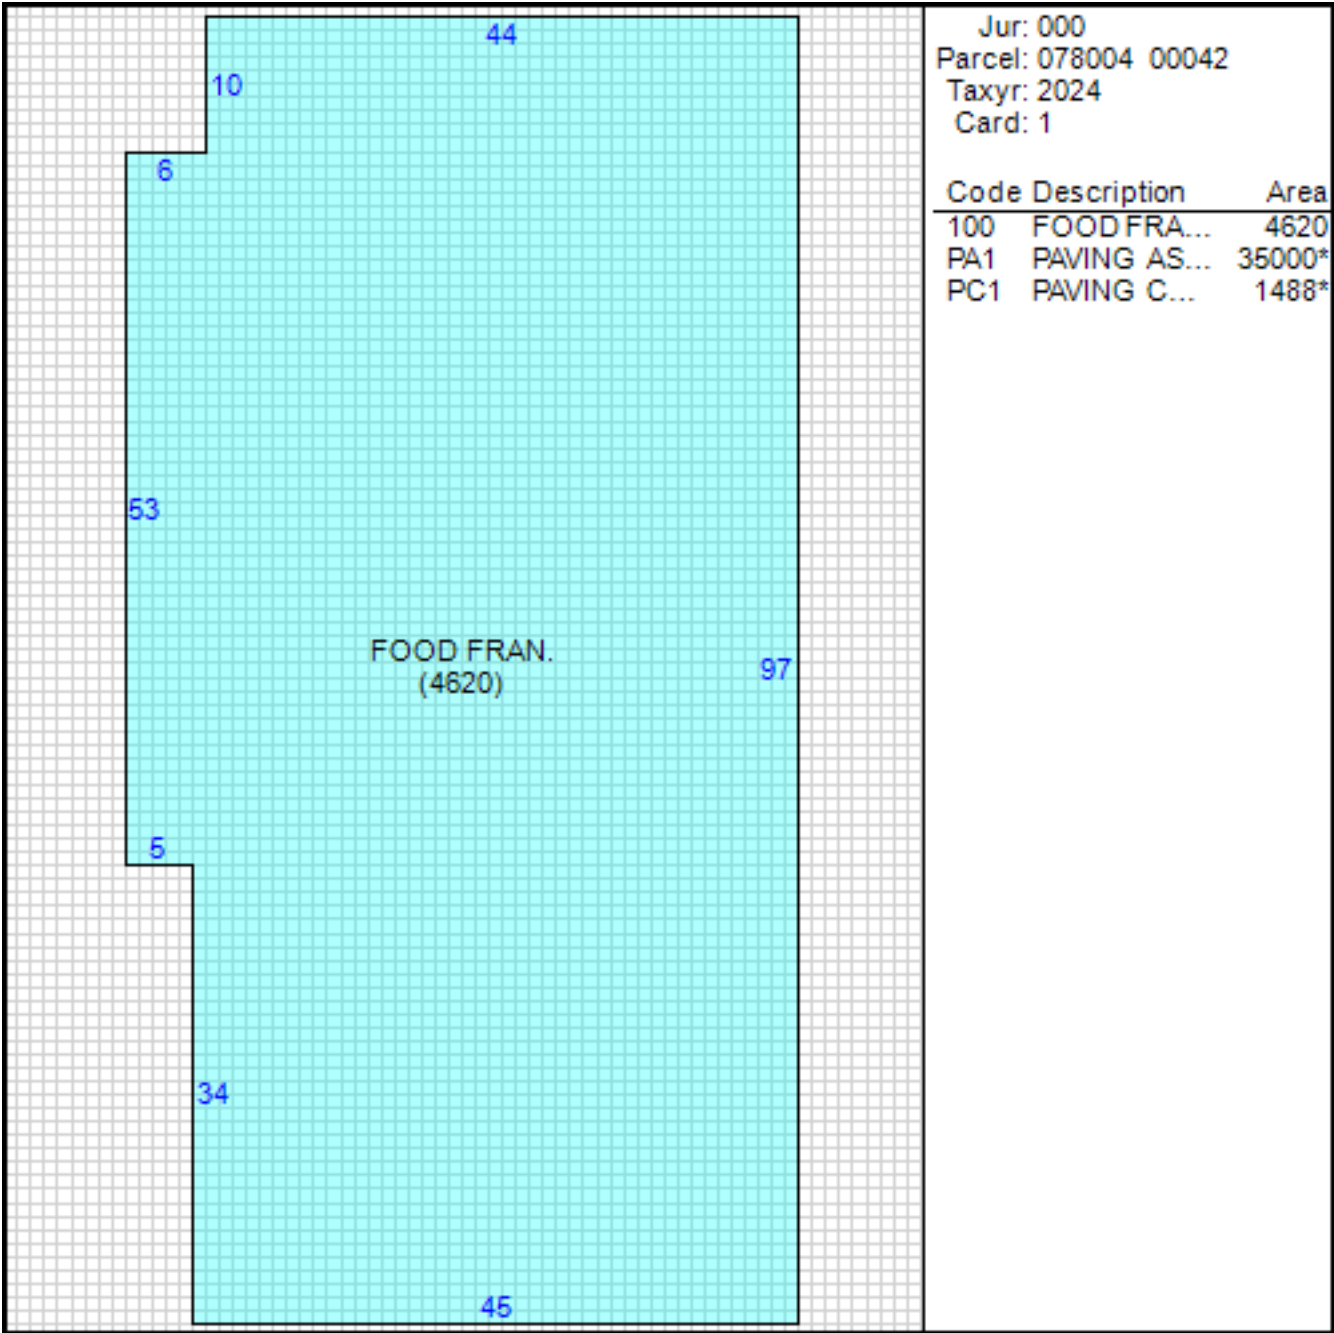 44
10
6
53
FOOD FRAN.
(4620)
97
5
34
45
Jur: 000
Parcel: 078004 00042
Taxyr: 2024
Card: 1
Code Description Area
100 FOOD FRA... 4620
PA1 PAVING AS... 35000*
PC1 PAVING C... 1488*